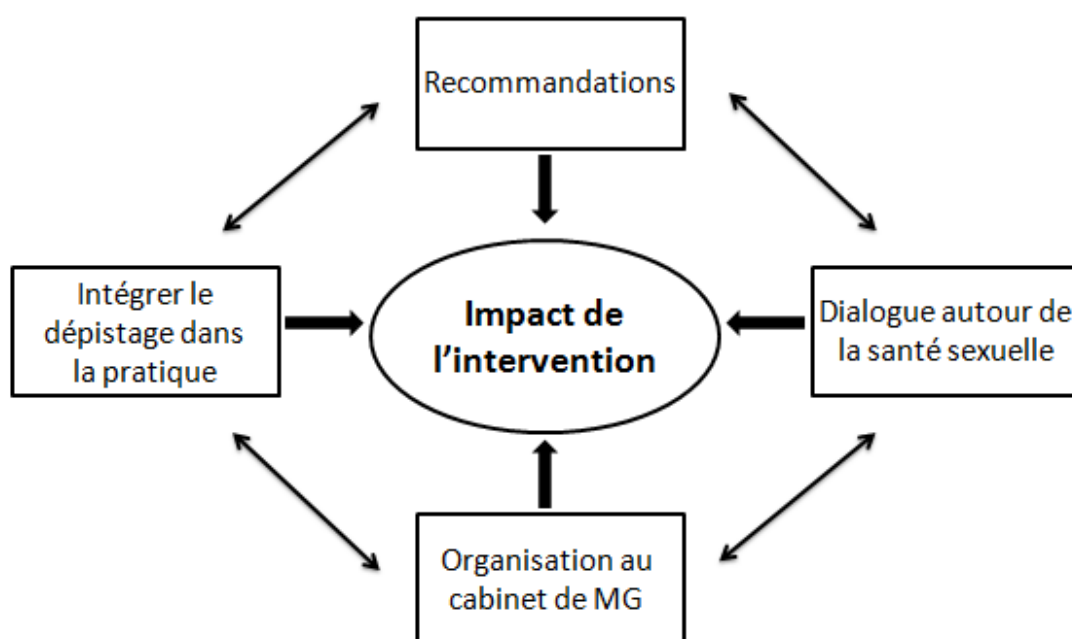 Recommandations
Intégrer le
dépistage dans
la pratique
Impact de
l’intervention
Dialogue autour de
la santé sexuelle
Organisation au
cabinet de MG